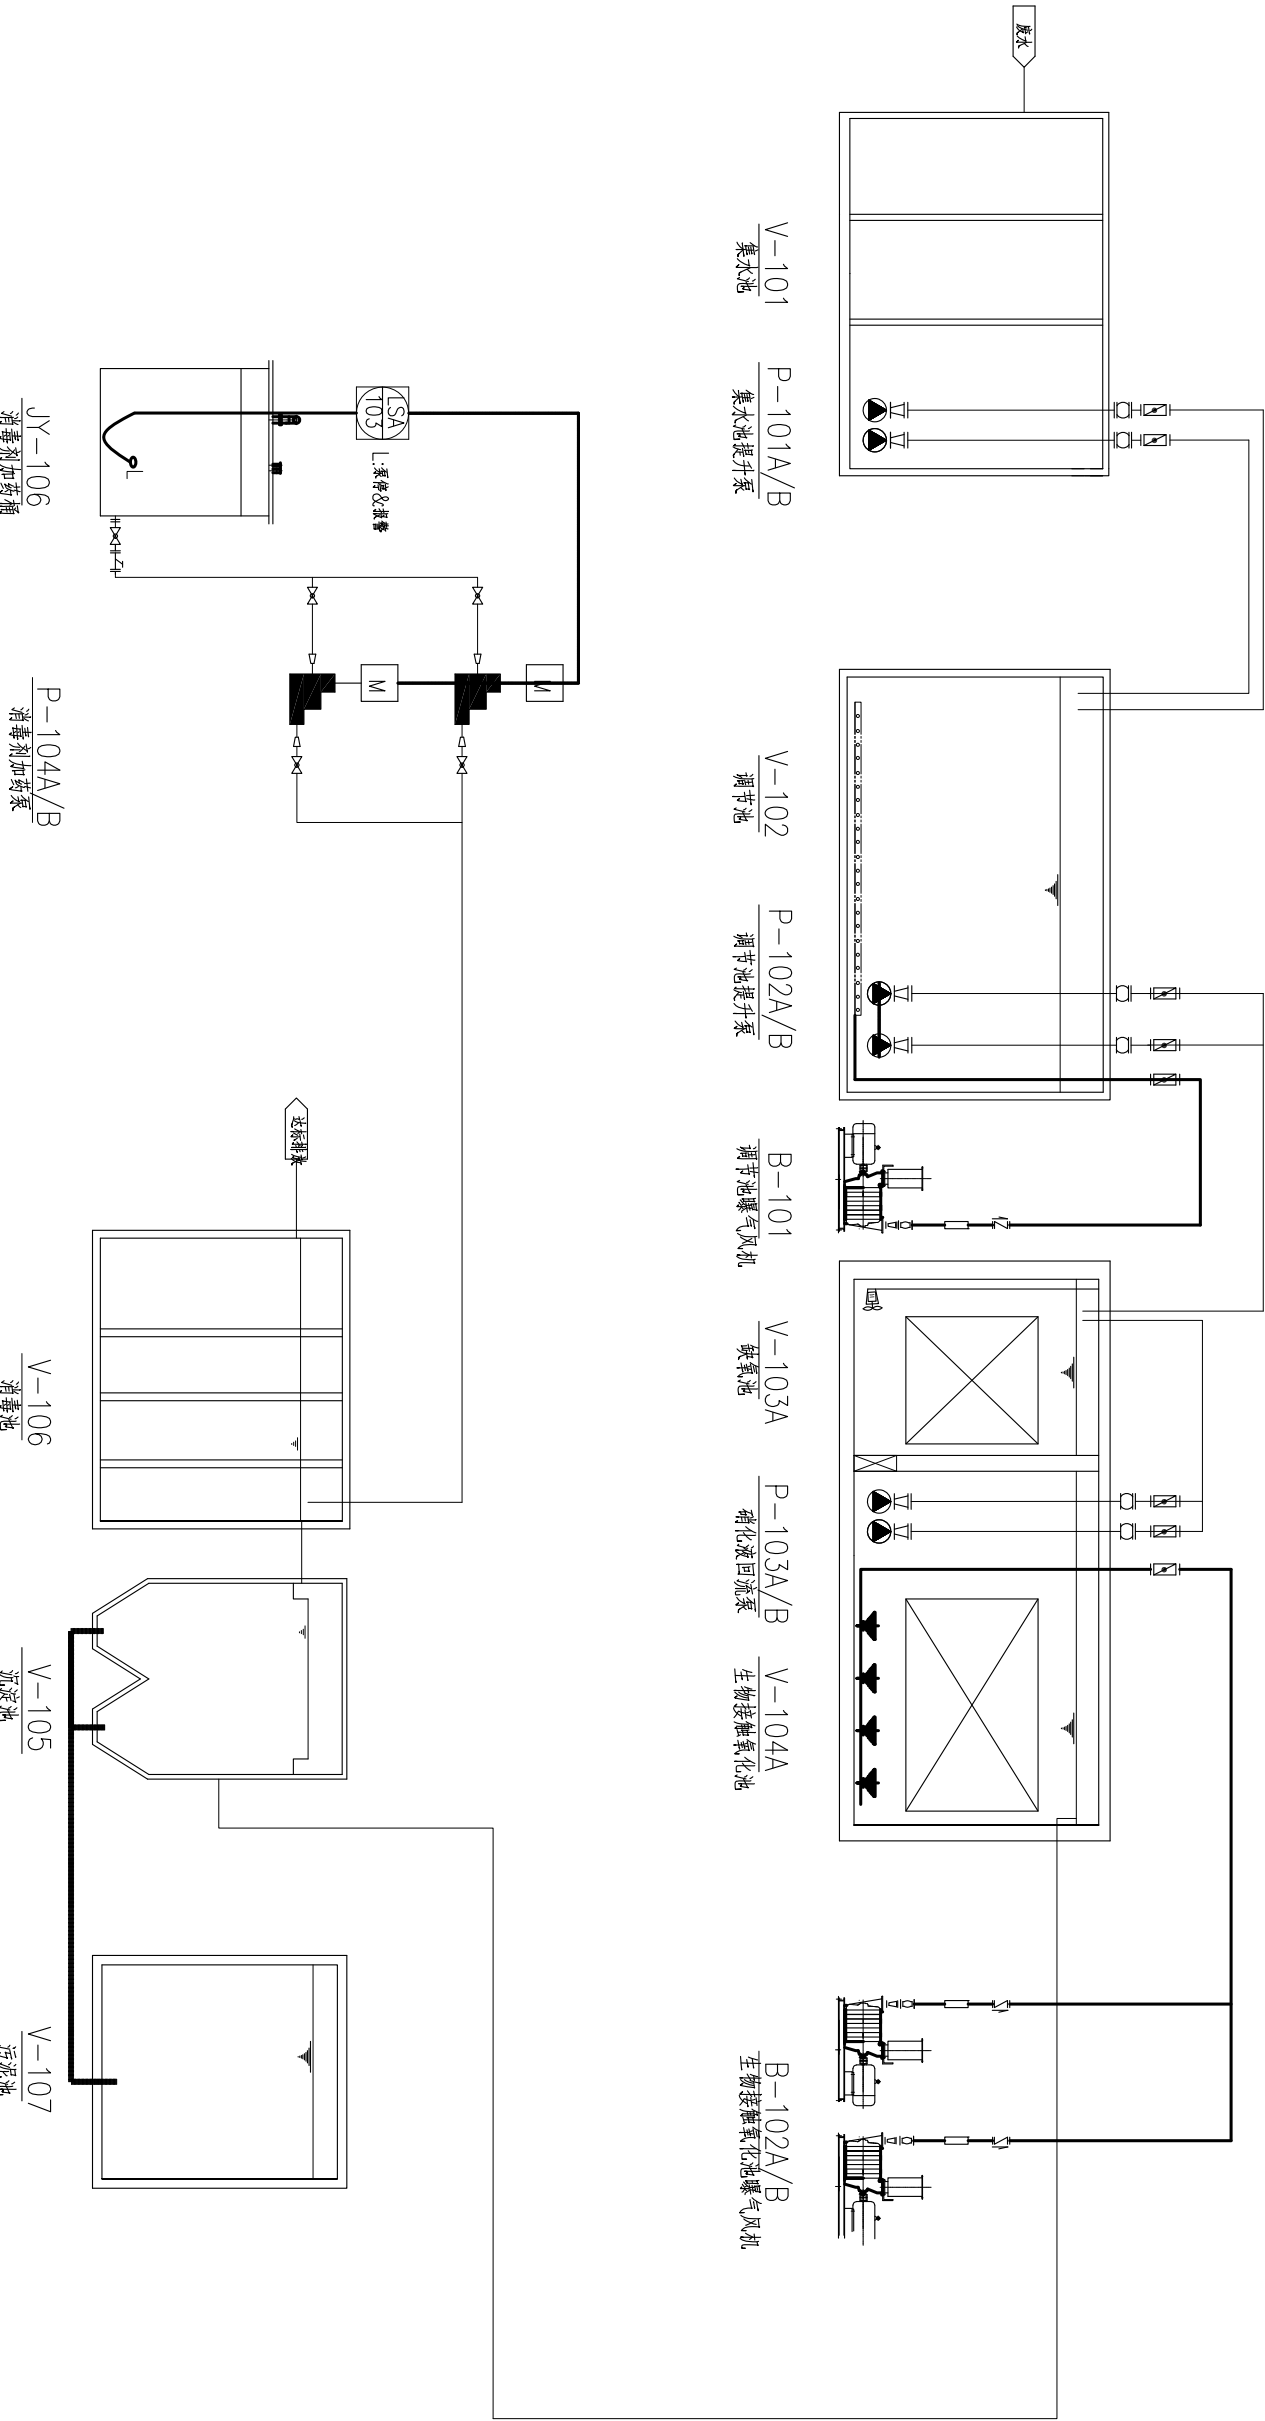 废水
V-101
集水池
P-101A/B
集水池提升泵
V-102
调节池
P-102A/B
调节池提升泵
B-101
调节池曝气风机
V-103A
缺氧池
P-103A/B
硝化液回流泵
V-104A
生物接触氧化池
B-102A/B
生物接触氧化池曝气风机
LSA
103
L:泵停&报警
L
M
M
达标排放
JY-106
消毒剂加药桶
P-104A/B
消毒剂加药泵
V-106
消毒池
V-105
沉淀池
V-107
污泥池